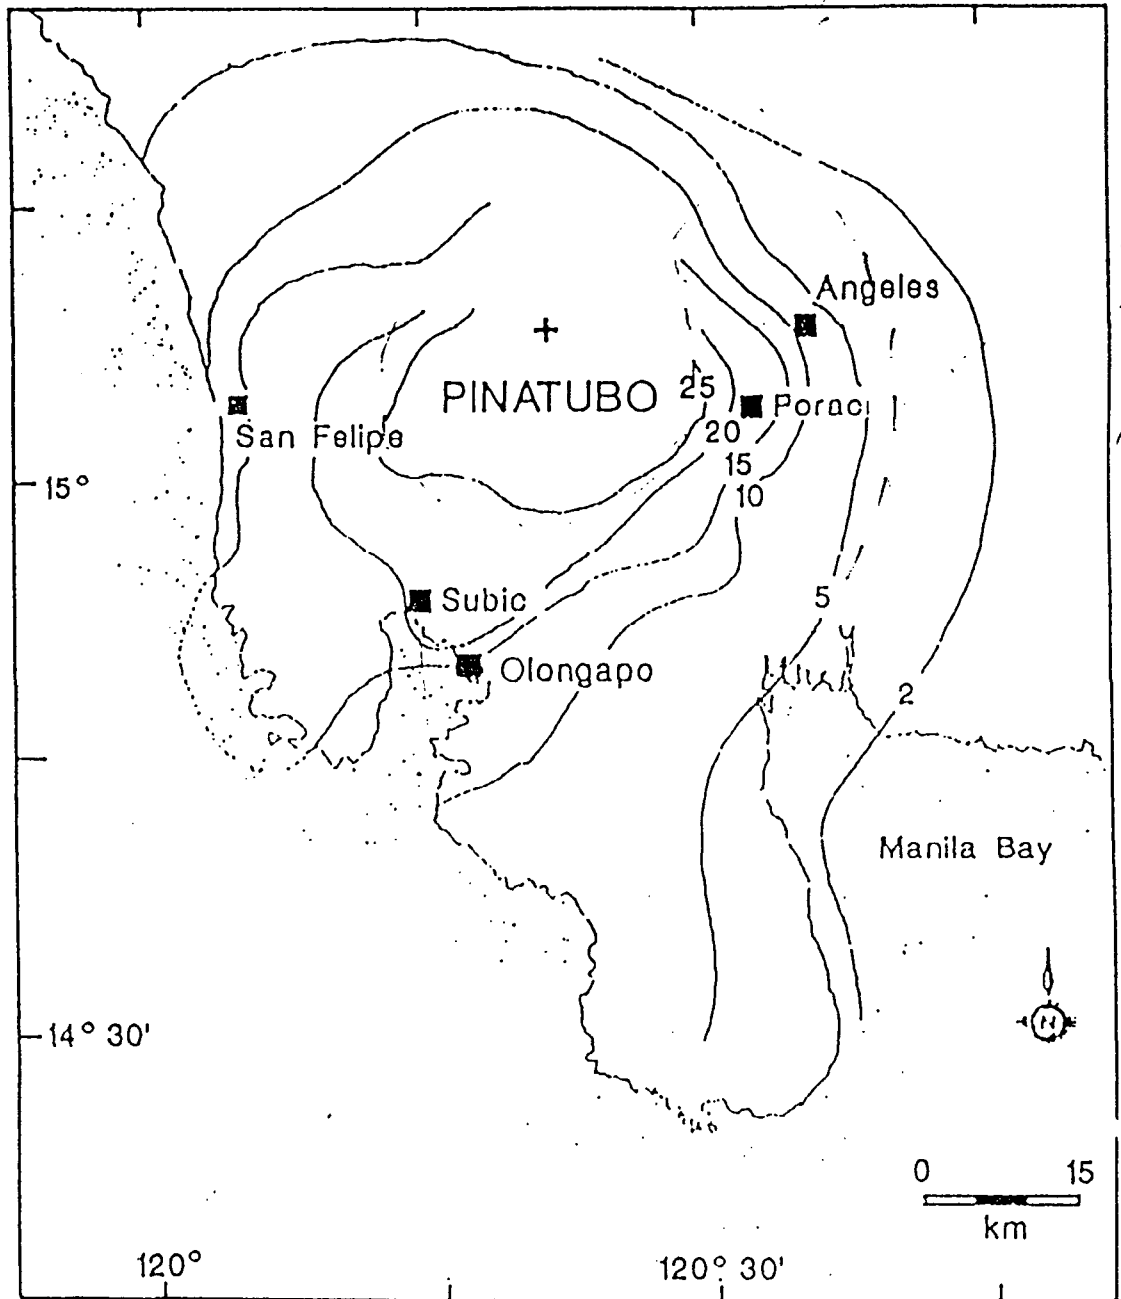 Angeles
PINATUBO
25
Porac
20
San Felipe
15
15°
10
Subic
5
Olongapo
2
Manila Bay
14° 30'
N
0 15
km
120°
120° 30'